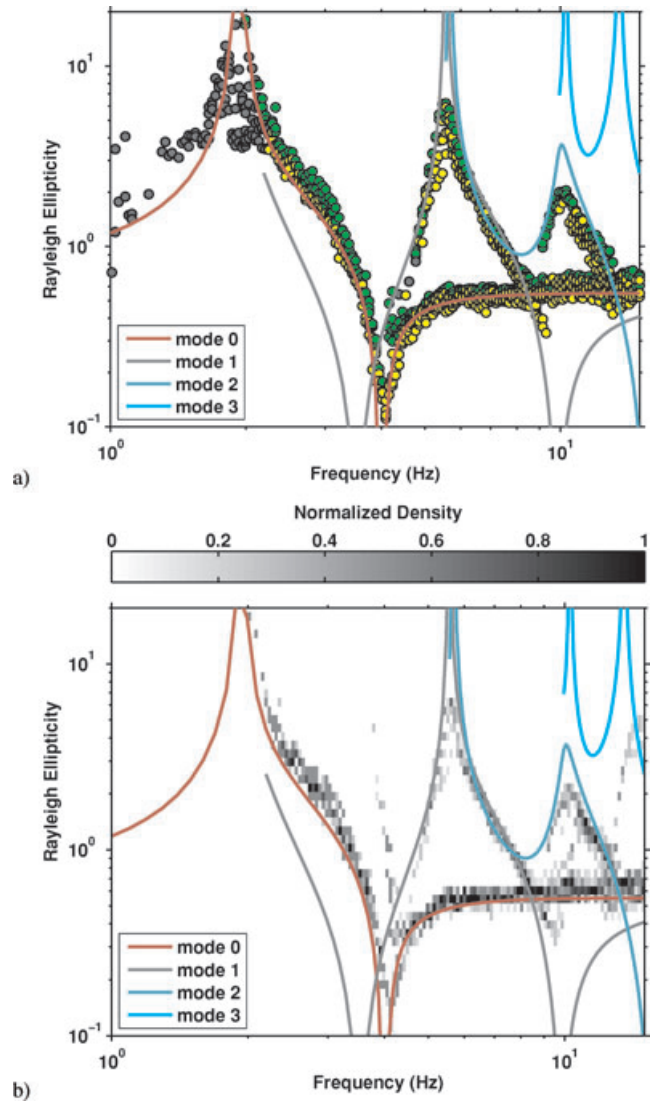 10¹
10⁰
10⁻¹
Rayleigh Ellipticity
mode 0
mode 1
mode 2
mode 3
10⁰ 10¹
Frequency (Hz)
a)
Normalized Density
0 0.2 0.4 0.6 0.8 1
10¹
10⁰
10⁻¹
Rayleigh Ellipticity
mode 0
mode 1
mode 2
mode 3
10⁰ 10¹
Frequency (Hz)
b)